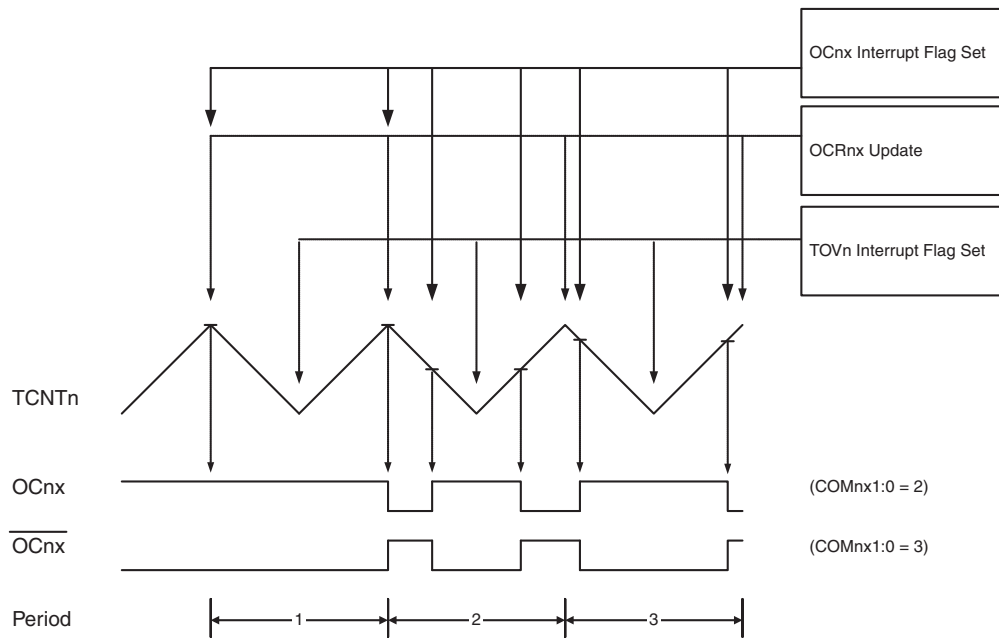 OCnx Interrupt Flag Set
OCRnx Update
TOVn Interrupt Flag Set
TCNTn
OCnx
(COMnx1:0 = 2)
OCnx
(COMnx1:0 = 3)
Period
1
2
3